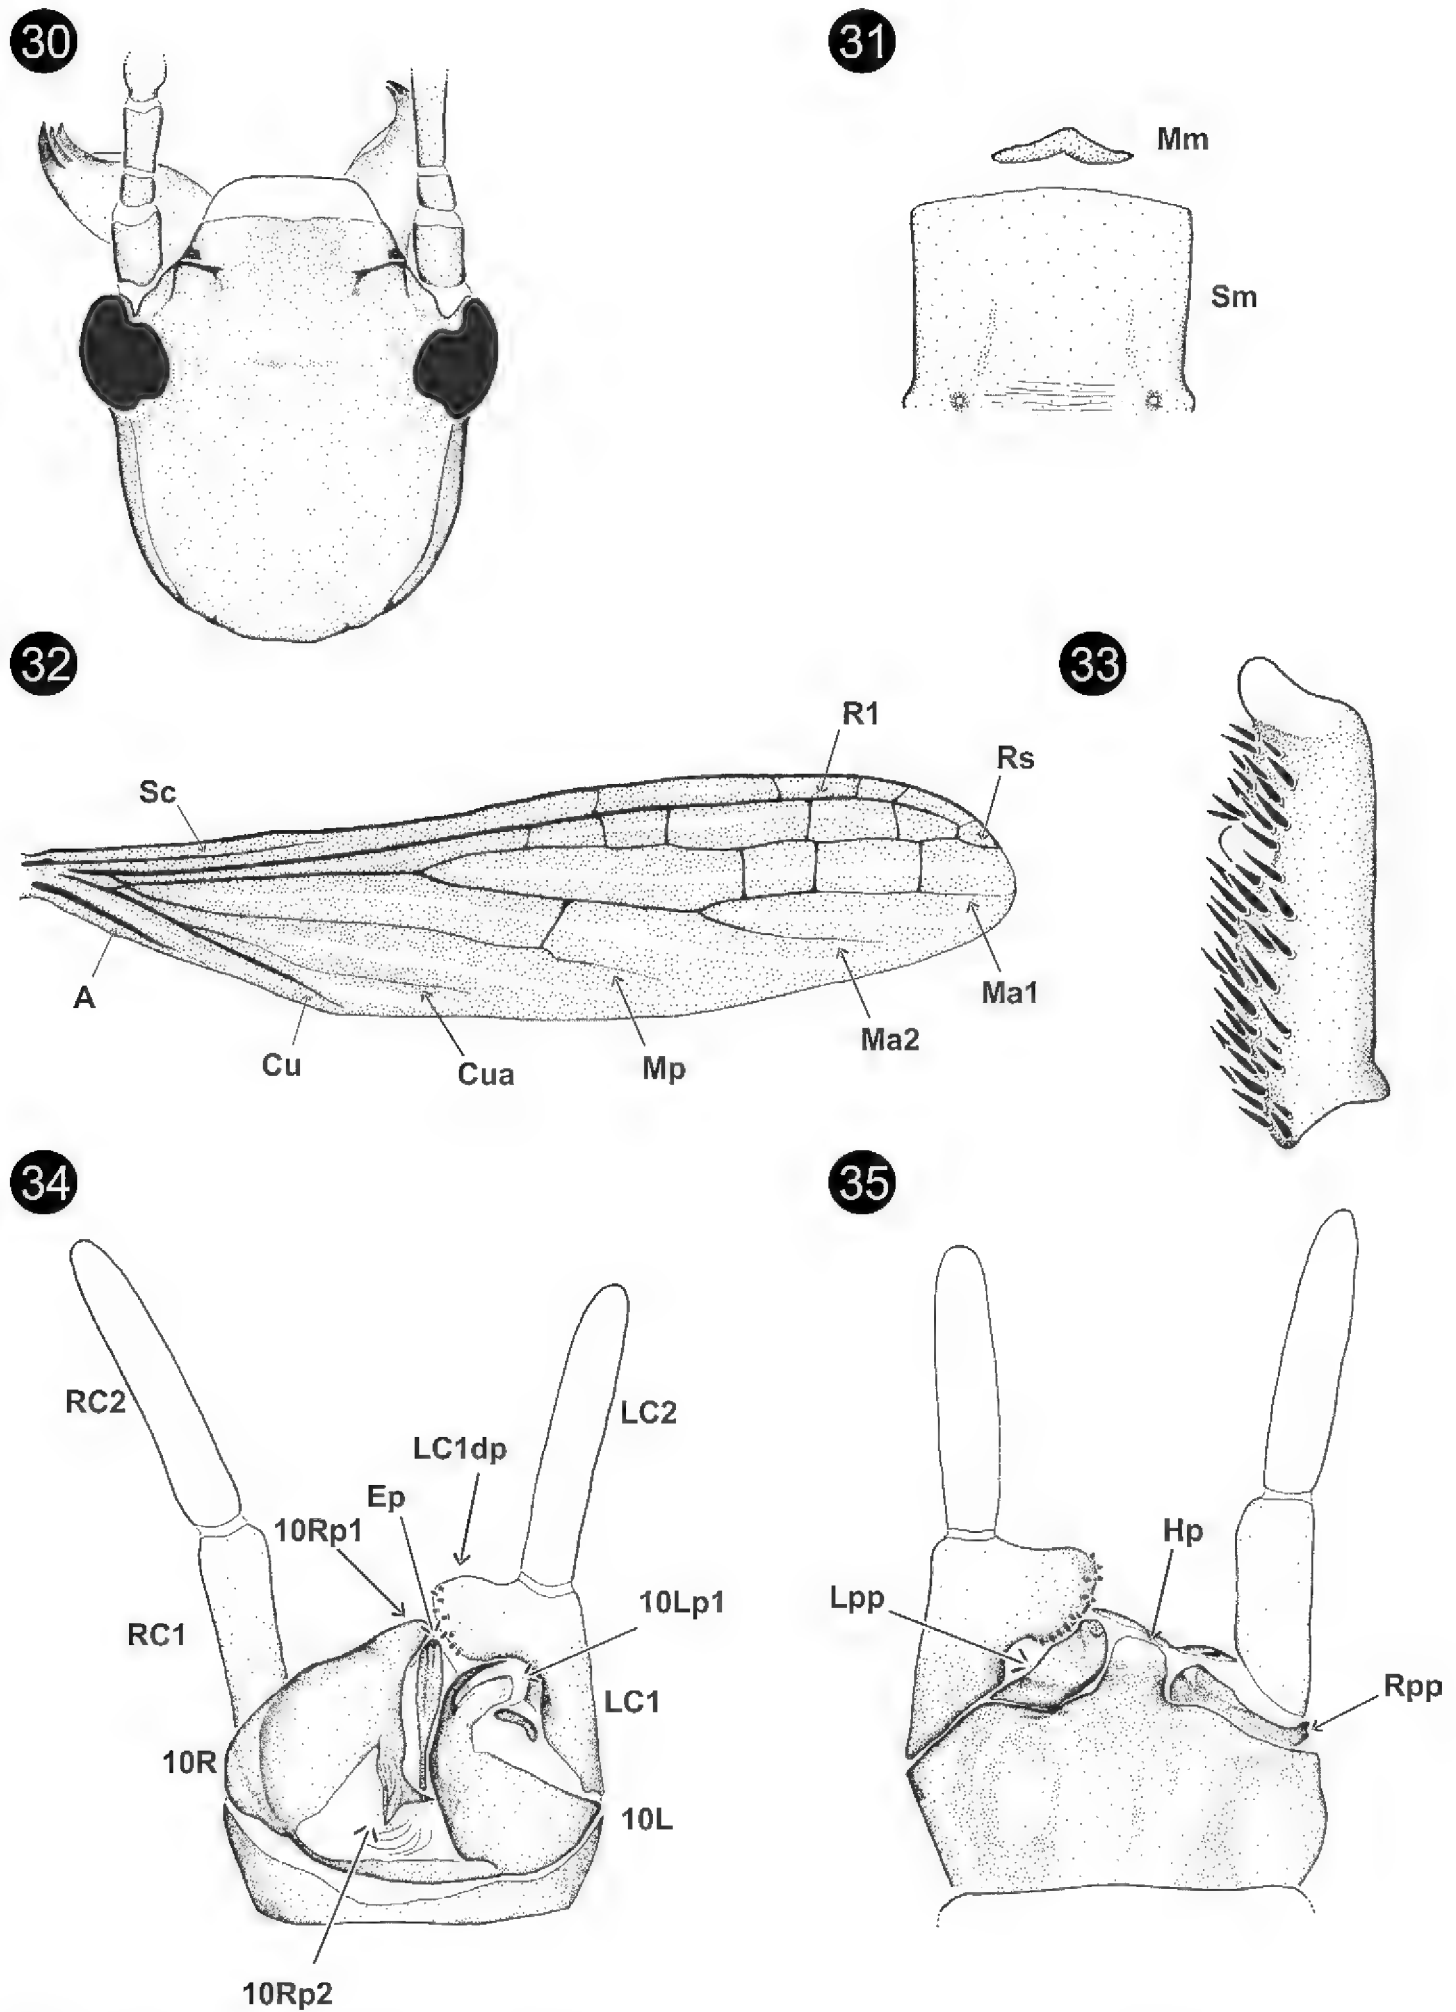 30
31
Mm
Sm
32
33
R1
Rs
Sc
A
Cu
Cua
Mp
Ma2
Ma1
34
35
RC2
LC2
LC1dp
Ep
10Rp1
10Lp1
RC1
LC1
10R
10L
10Rp2
Hp
Lpp
Rpp